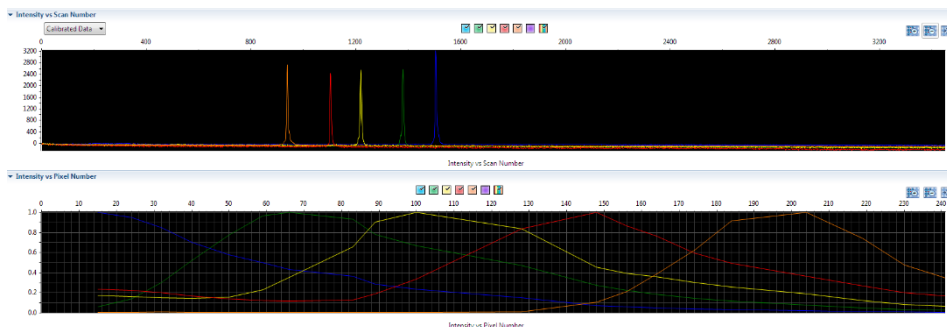 Intensity vs Scan Number
Calibrated Data
0 400 800 1200 1600 2000 2400 2800 3200
3200
2800
2400
2000
1600
1200
800
400
0
Intensity vs Scan Number
Intensity vs Pixel Number
0 10 20 30 40 50 60 70 80 90 100 110 120 130 140 150 160 170 180 190 200 210 220 230 240
1.0
0.8
0.6
0.4
0.2
0.0
Intensity vs Pixel Number